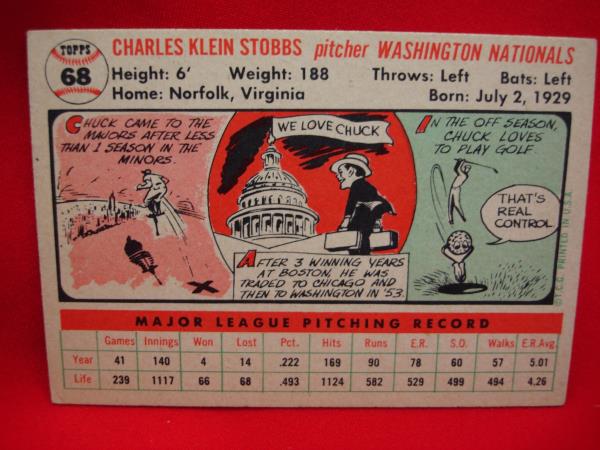 TOPPS
68
CHARLES KLEIN STOBBS pitcher WASHINGTON NATIONALS
Height: 6' Weight: 188 Throws: Left Bats: Left
Home: Norfolk, Virginia Born: July 2, 1929
CHUCK CAME TO THE
MAJORS AFTER LESS
THAN 1 SEASON IN THE
MINORS.
WE LOVE CHUCK
AFTER 3 WINNING YEARS
AT BOSTON, HE WAS
TRADED TO CHICAGO AND
THEN TO WASHINGTON IN '53.
IN THE OFF SEASON,
CHUCK LOVES
TO PLAY GOLF
THAT'S
REAL
CONTROL
©T.C.G. PRINTED IN U.S.A.
MAJOR LEAGUE PITCHING RECORD
Games Innings Won Lost Pct. Hits Runs E.R. S.O. Walks E.R.Avg.
Year 41 140 4 14 .222 169 90 78 60 57 5.01
Life 239 1117 66 68 .493 1124 582 529 499 494 4.26